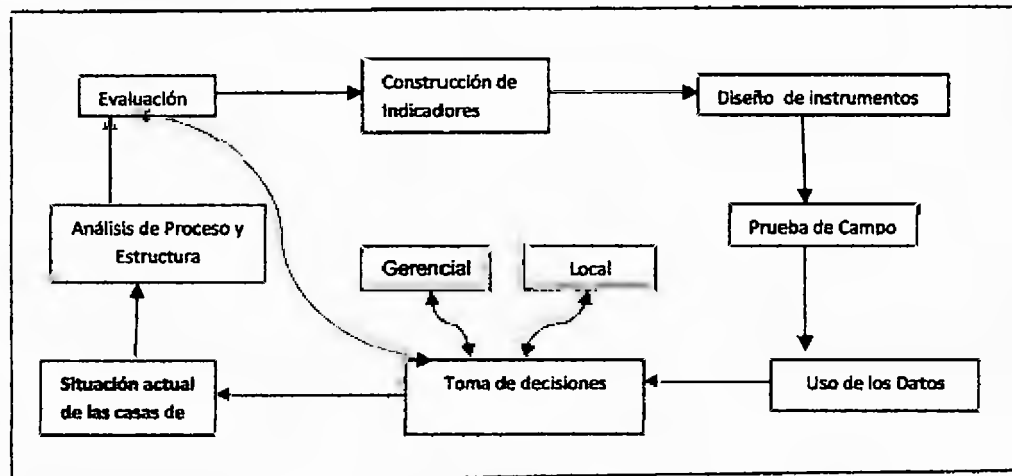 Evaluación
Construcción de
Indicadores
Diseño de instrumentos
Análisis de Proceso y
Estructura
Prueba de Campo
Gerencial
Local
Situación actual
de las casas de
Toma de decisiones
Uso de los Datos